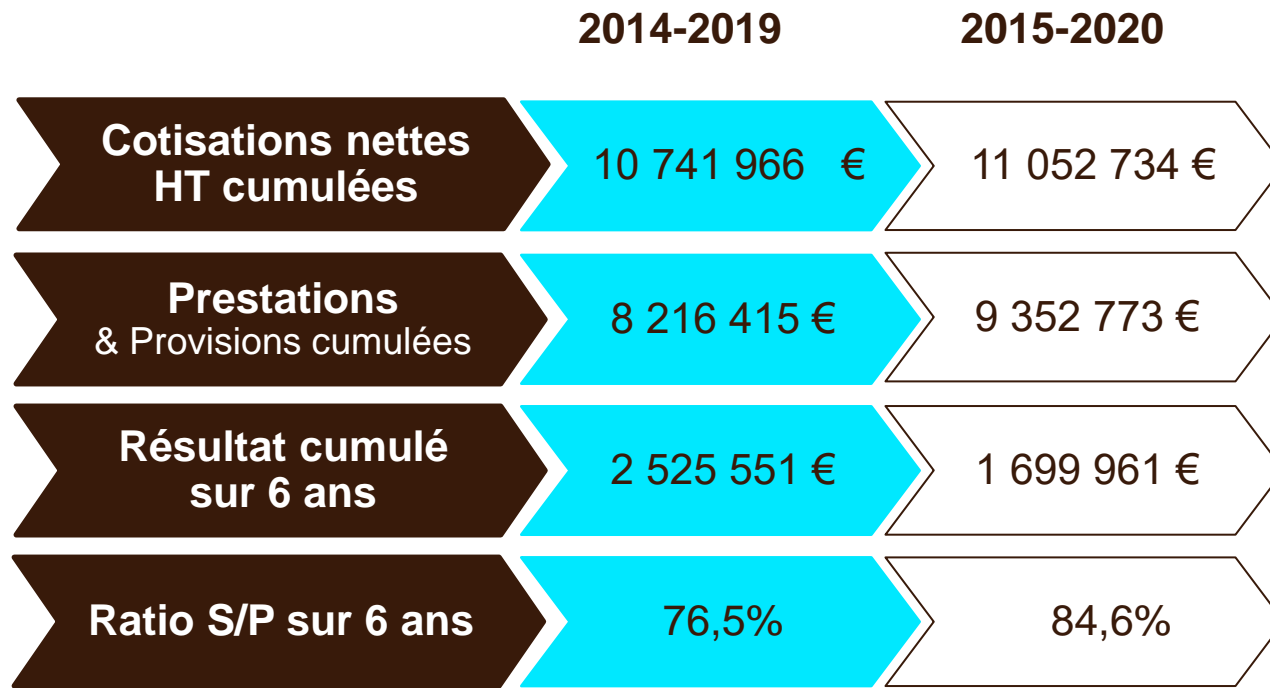 2014-2019 2015-2020
Cotisations nettes
HT cumulées
10 741 966 €
11 052 734 €
Prestations
& Provisions cumulées
8 216 415 €
9 352 773 €
Résultat cumulé
sur 6 ans
2 525 551 €
1 699 961 €
Ratio S/P sur 6 ans
76,5%
84,6%